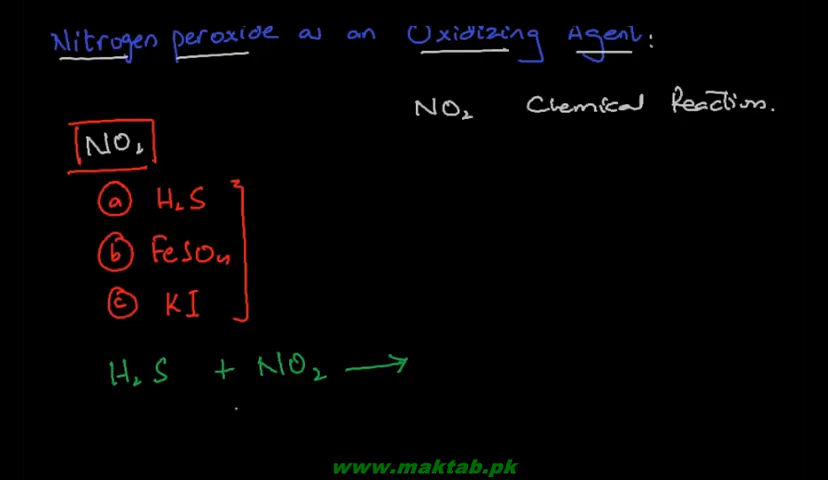 Nitrogen peroxide as an Oxidizing Agent:
NO₂ Chemical Reaction.
NO₂
(a) H₂S
(b) FeSO₄
(c) KI
H₂S + NO₂ →
www.maktab.pk